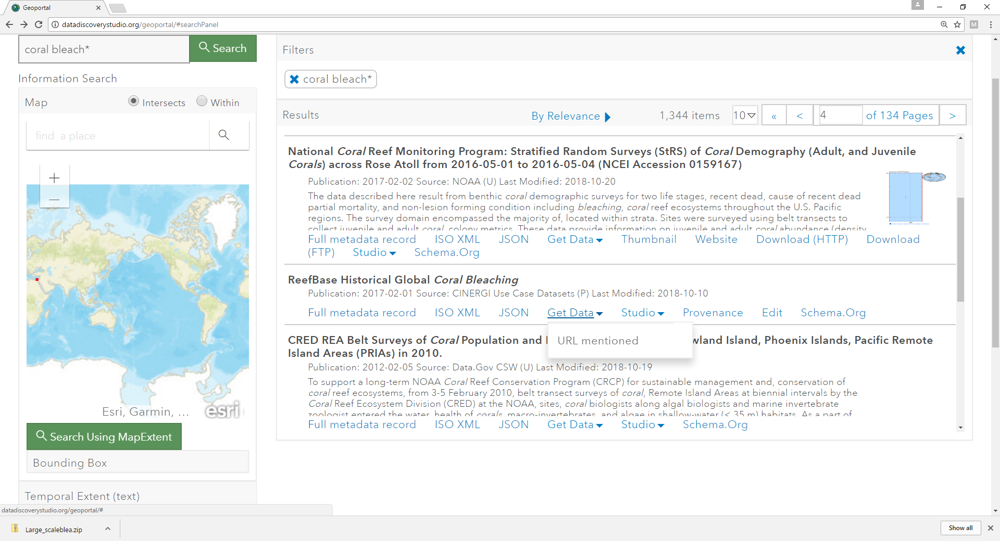 Geoportal
datadiscoverystudio.org/geoportal/#searchPanel
M
coral bleach*
Search
Information Search
Map
Intersects
Within
find a place
+
−
Esri, Garmin, ...
esri
Search Using MapExtent
Bounding Box
Temporal Extent (text)
Filters
coral bleach*
Results
By Relevance
1,344 items
10
«
<
4
of 134 Pages
>
National Coral Reef Monitoring Program: Stratified Random Surveys (StRS) of Coral Demography (Adult, and Juvenile
Corals) across Rose Atoll from 2016-05-01 to 2016-05-04 (NCEI Accession 0159167)
Publication: 2017-02-02 Source: NOAA (U) Last Modified: 2018-10-20
The data described here result from benthic coral demographic surveys for two life stages, recent dead, cause of recent dead
partial mortality, and non-lesion forming condition including bleaching, coral reef ecosystems throughout the U.S. Pacific
regions. The survey domain encompassed the majority of, located within strata. Sites were surveyed using belt transects to
collect juvenile and adult coral, colony metrics. These data provide information on juvenile and adult coral abundance (density,
Full metadata record ISO XML JSON Get Data Thumbnail Website Download (HTTP) Download
(FTP) Studio Schema.Org
ReefBase Historical Global Coral Bleaching
Publication: 2017-02-01 Source: CINERGI Use Case Datasets (P) Last Modified: 2018-10-10
Full metadata record ISO XML JSON Get Data Studio Provenance Edit Schema.Org
URL mentioned
CRED REA Belt Surveys of Coral Population and wland Island, Phoenix Islands, Pacific Remote
Island Areas (PRIAs) in 2010.
Publication: 2012-02-05 Source: Data.Gov CSW (U) Last Modified: 2018-10-19
To support a long-term NOAA Coral Reef Conservation Program (CRCP) for sustainable management and, conservation of
coral reef ecosystems, from 3-5 February 2010, belt transect surveys of coral, Remote Island Areas at biennial intervals by the
Coral Reef Ecosystem Division (CRED) at the NOAA, sites, coral biologists along algal biologists and marine invertebrate
zoologist entered the water, health of corals, macro-invertebrates, and algae in shallow-water (< 35 m) habitats. As a part of
Full metadata record ISO XML JSON Get Data Studio Schema.Org
datadiscoverystudio.org/geoportal/#
Large_scaleblea.zip
Show all